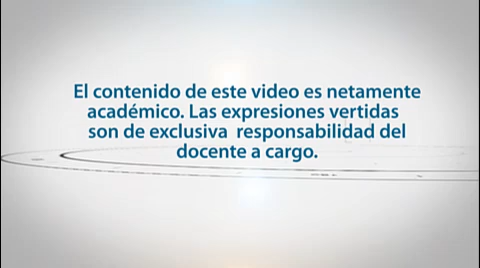 El contenido de este video es netamente
académico. Las expresiones vertidas
son de exclusiva responsabilidad del
docente a cargo.